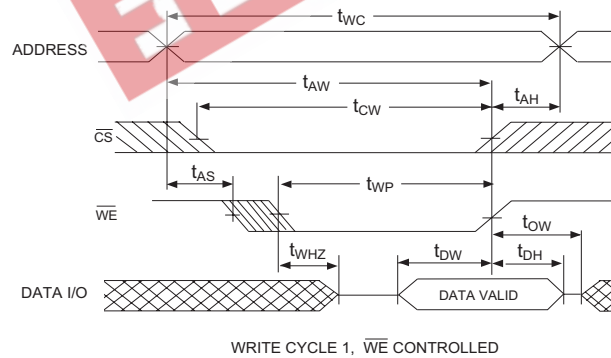 tWC
ADDRESS
tAW
tCW
tAH
CS
tAS
tWP
WE
tOW
tWHZ
tDW
tDH
DATA I/O
DATA VALID
WRITE CYCLE 1, WE CONTROLLED